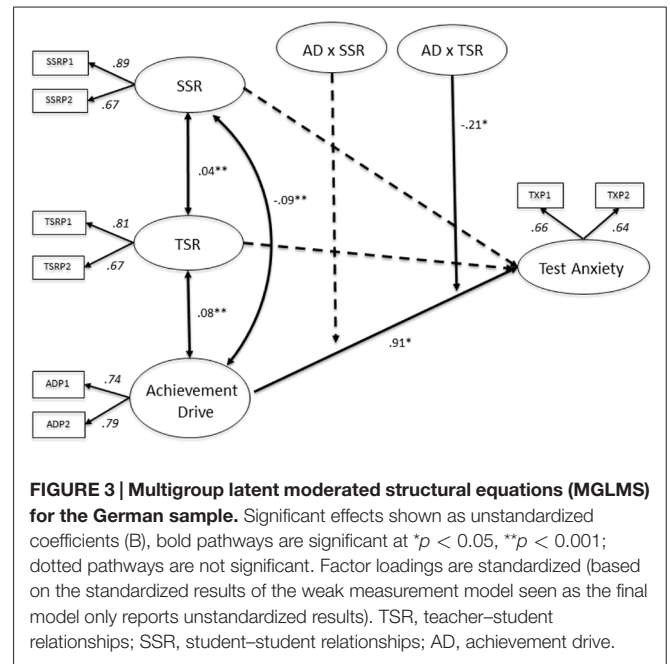 AD x SSR
AD x TSR
SSRP1
.89
SSR
SSRP2
.67
-.21*
.04**
-.09**
TXP1
TXP2
TSRP1
.81
.66
.64
TSR
Test Anxiety
TSRP2
.67
.08**
.91*
ADP1
.74
Achievement
Drive
ADP2
.79
FIGURE 3 | Multigroup latent moderated structural equations (MGLMS)
for the German sample. Significant effects shown as unstandardized
coefficients (B), bold pathways are significant at *p < 0.05, **p < 0.001;
dotted pathways are not significant. Factor loadings are standardized (based
on the standardized results of the weak measurement model seen as the final
model only reports unstandardized results). TSR, teacher–student
relationships; SSR, student–student relationships; AD, achievement drive.